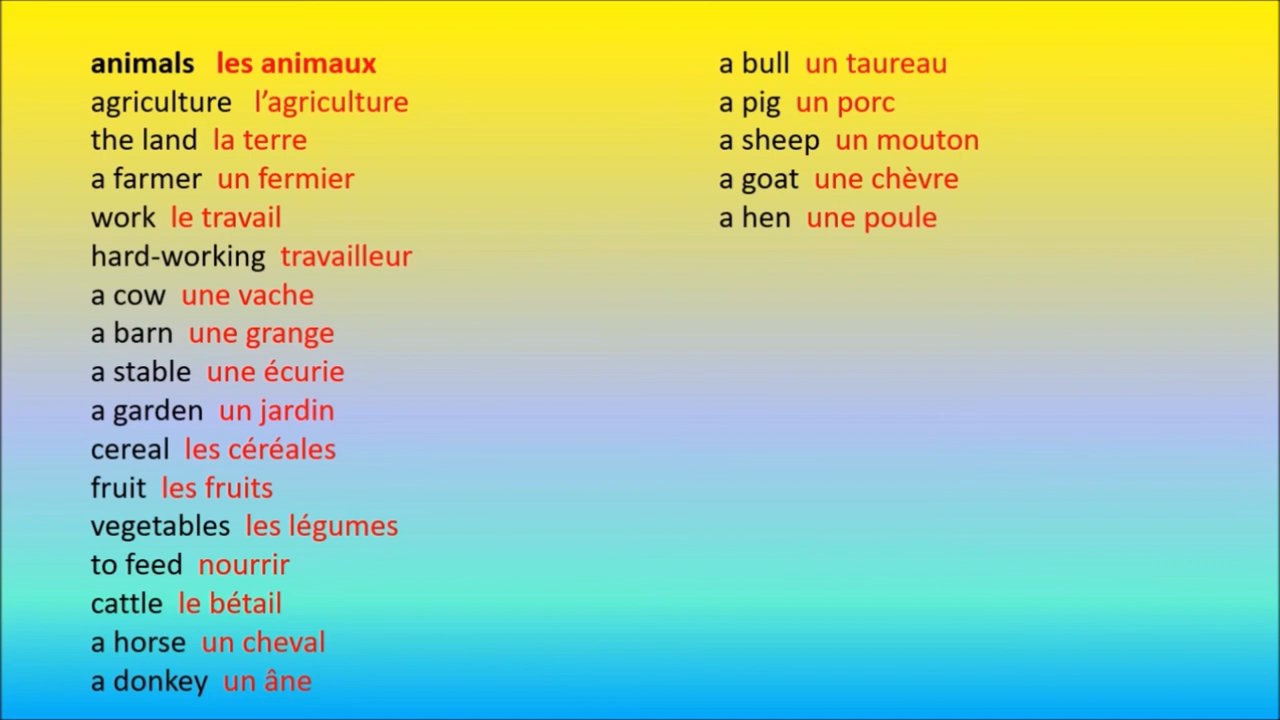 animals les animaux
agriculture l’agriculture
the land la terre
a farmer un fermier
work le travail
hard-working travailleur
a cow une vache
a barn une grange
a stable une écurie
a garden un jardin
cereal les céréales
fruit les fruits
vegetables les légumes
to feed nourrir
cattle le bétail
a horse un cheval
a donkey un âne
a bull un taureau
a pig un porc
a sheep un mouton
a goat une chèvre
a hen une poule